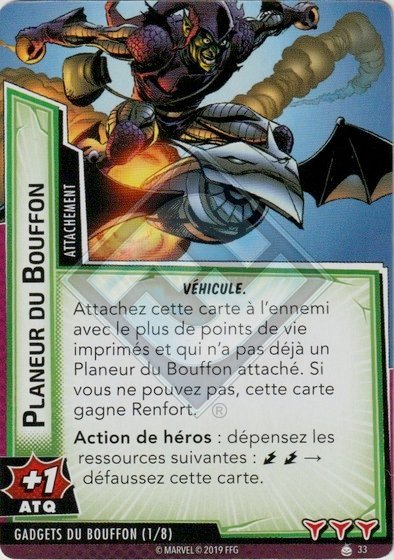 PLANEUR DU BOUFFON
ATTACHEMENT
VÉHICULE.
Attachez cette carte à l'ennemi
avec le plus de points de vie
imprimés et qui n'a pas déjà un
Planeur du Bouffon attaché. Si
vous ne pouvez pas, cette carte
gagne Renfort.
®
Action de héros : dépensez les
ressources suivantes : →
défaussez cette carte.
+1
ATQ
GADGETS DU BOUFFON (1/8)
© MARVEL © 2019 FFG
33